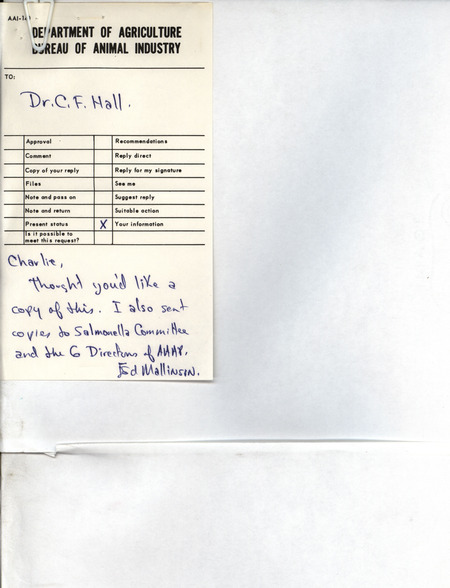 AAI-141
DEPARTMENT OF AGRICULTURE
BUREAU OF ANIMAL INDUSTRY
TO:
Dr. C. F. Hall.
Approval Recommendations
Comment Reply direct
Copy of your reply Reply for my signature
Files See me
Note and pass on Suggest reply
Note and return Suitable action
Present status X Your information
Is it possible to
meet this request?
Charlie,
thought you'd like a
copy of this. I also sent
copies to Salmonella Committee
and the 6 Directors of
Ed Mallinson.